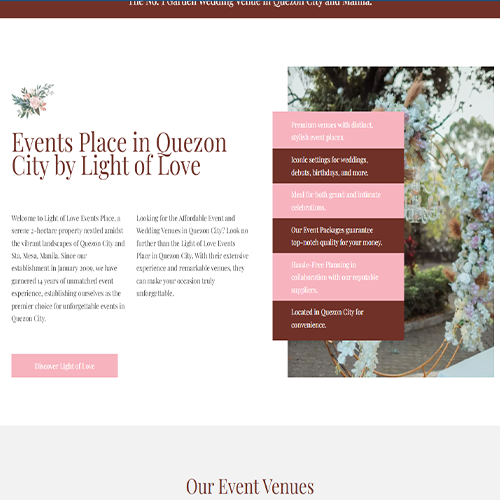 The No. 1 Garden Wedding Venue in Quezon City and Manila.
Events Place in Quezon
City by Light of Love
Welcome to Light of Love Events Place, a
serene 2-hectare property nestled amidst
the vibrant landscapes of Quezon City and
Sta, Mesa, Manila. Since our
establishment in January 2009, we have
garnered 14 years of unmatched event
experience, establishing ourselves as the
premier choice for unforgettable events in
Quezon City.
Looking for the Affordable Event and
Wedding Venues in Quezon City? Look no
further than the Light of Love Events
Place in Quezon City. With their extensive
experience and remarkable venues, they
can make your occasion truly
unforgettable.
Discover Light of Love
Premium venues with distinct,
stylish event places.
Iconic settings for weddings,
debuts, birthdays, and more.
Ideal for both grand and intimate
celebrations.
Our Event Packages guarantee
top-notch quality for your money.
Hassle-Free Planning in
collaboration with our reputable
suppliers.
Located in Quezon City for
convenience.
Our Event Venues